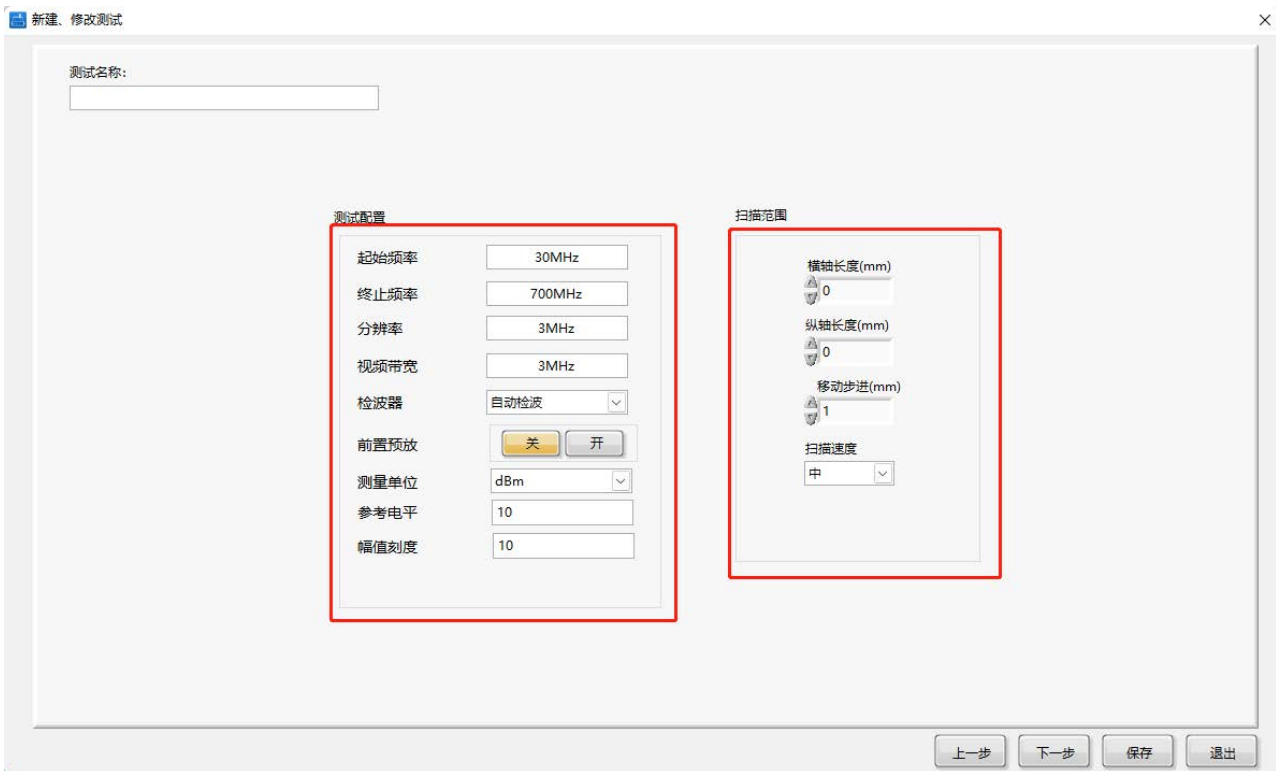 新建、修改测试
测试名称：
测试配置
起始频率 30MHz
终止频率 700MHz
分辨率 3MHz
视频带宽 3MHz
检波器 自动检波
前置预放 关 开
测量单位 dBm
参考电平 10
幅值刻度 10
扫描范围
横轴长度(mm)
0
纵轴长度(mm)
0
移动步进(mm)
1
扫描速度
中
上一步 下一步 保存 退出